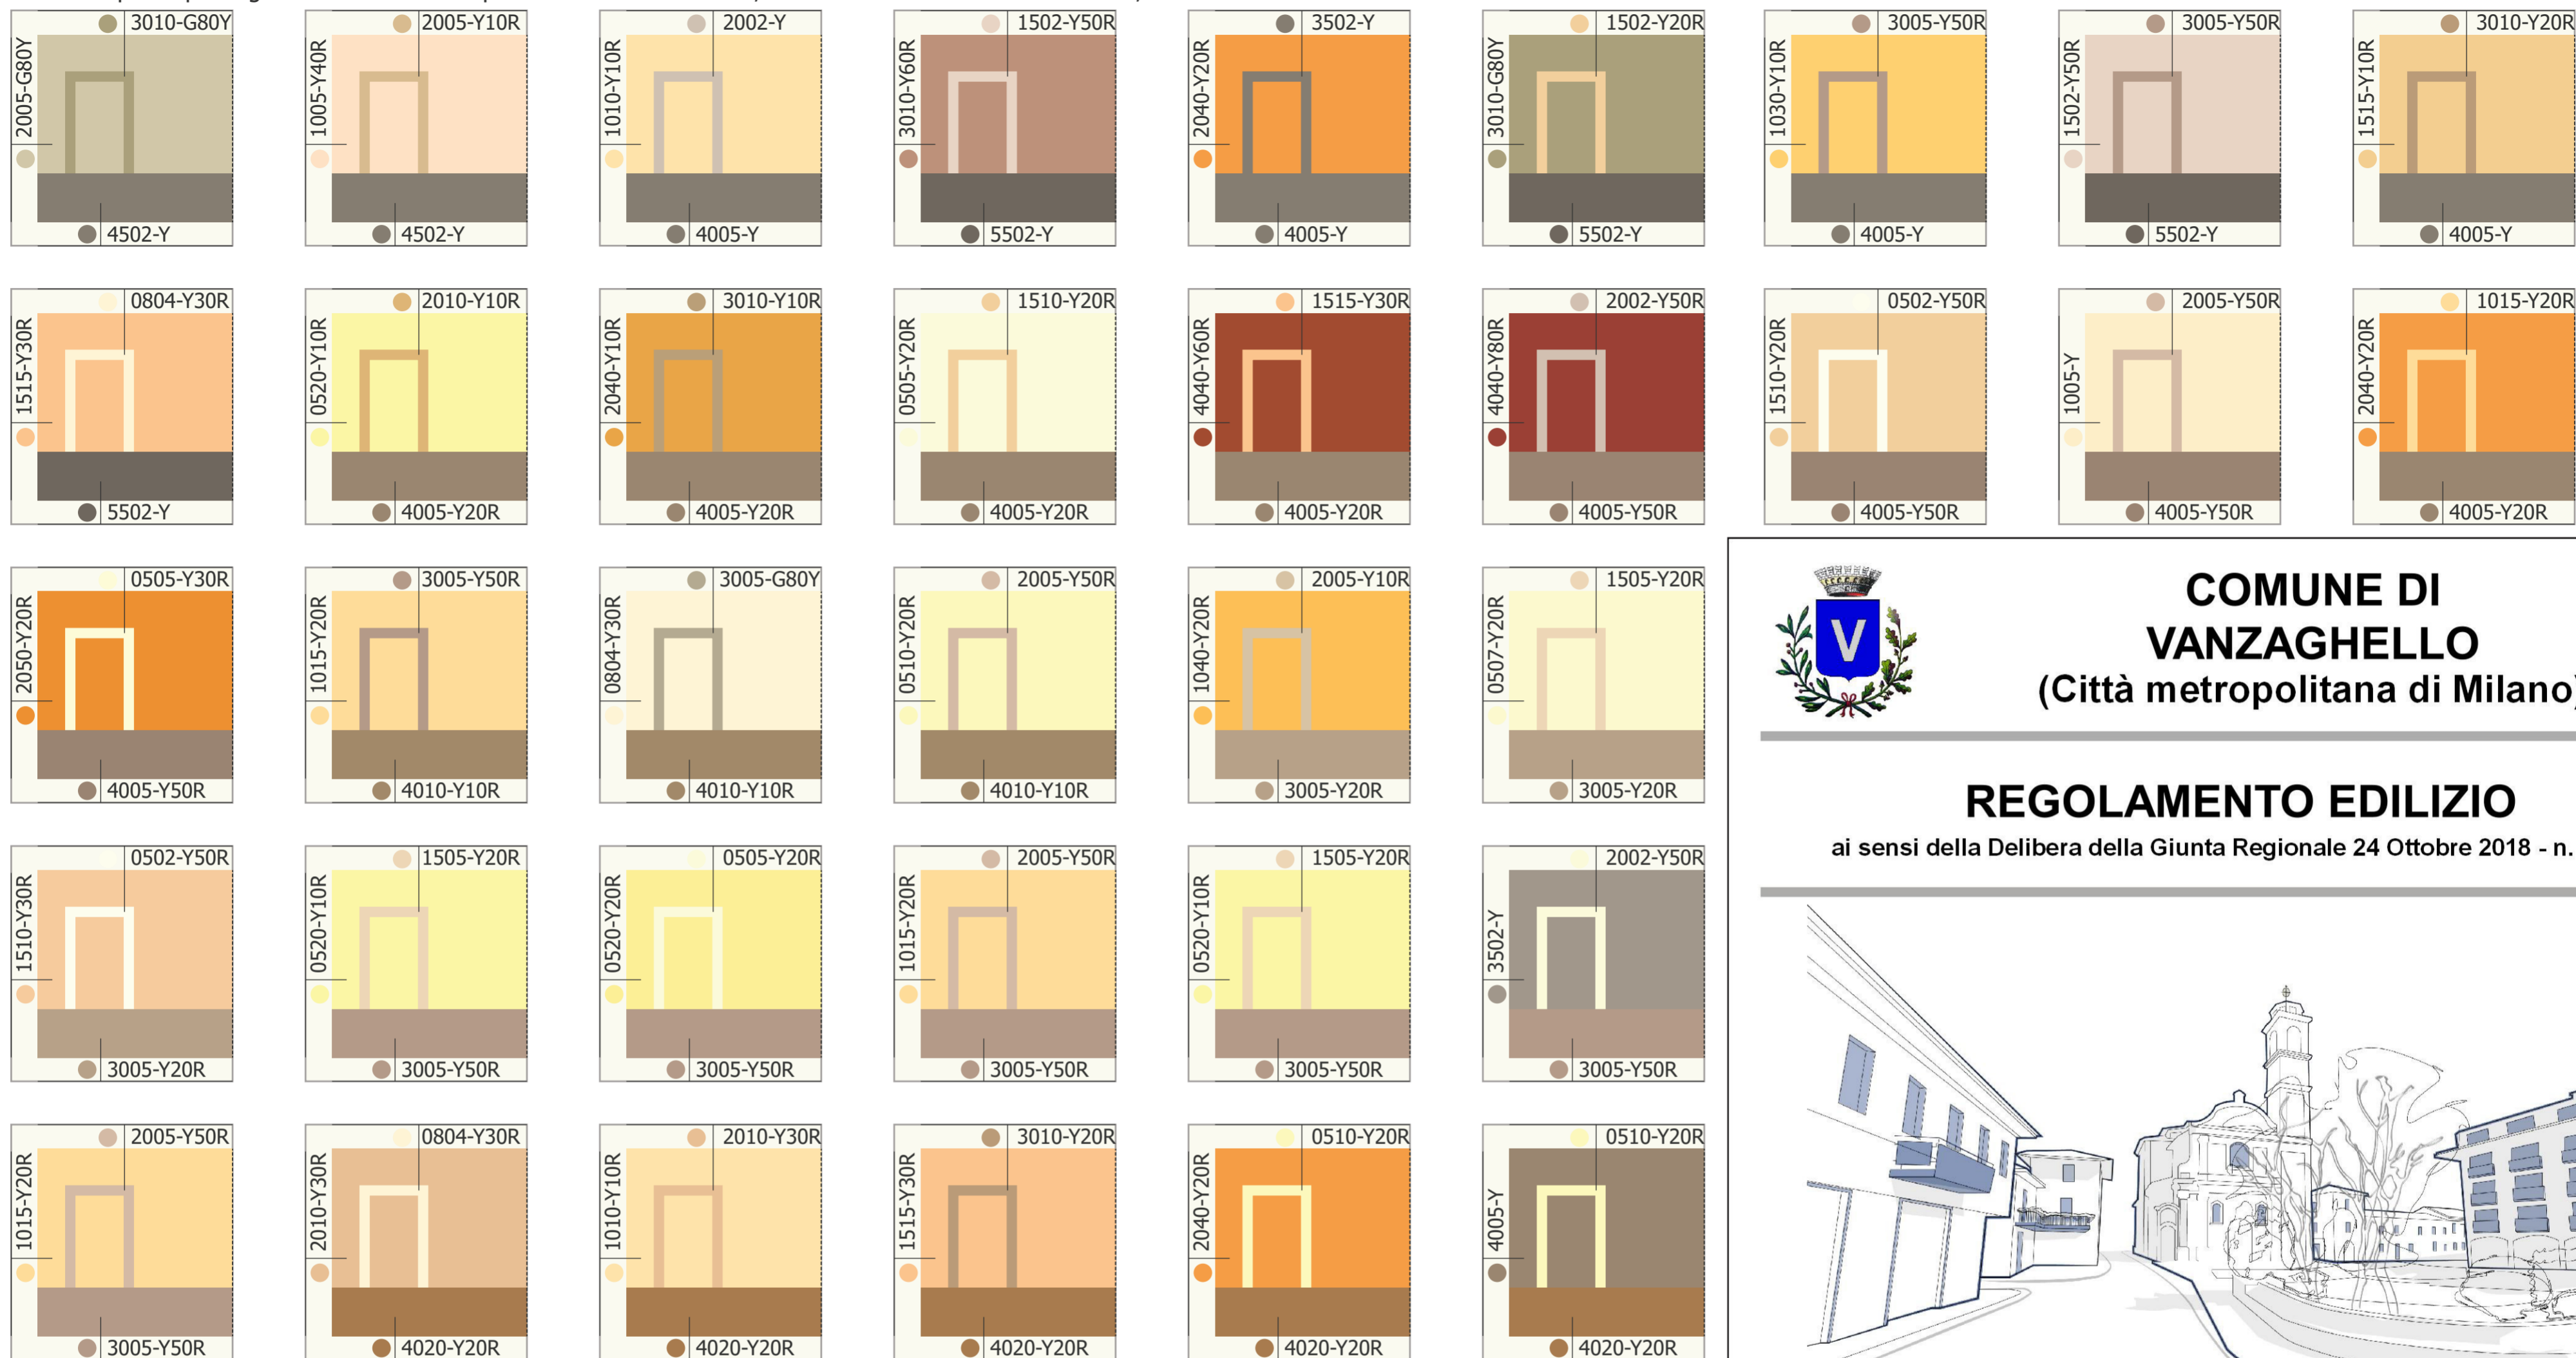 3010-G80Y
2005-G80Y
4502-Y
2005-Y10R
1005-Y40R
4502-Y
2002-Y
1010-Y10R
4005-Y
1502-Y50R
3010-Y60R
5502-Y
3502-Y
2040-Y20R
4005-Y
1502-Y20R
3010-G80Y
5502-Y
3005-Y50R
1030-Y10R
4005-Y
3005-Y50R
1502-Y50R
5502-Y
3010-Y20R
1515-Y10R
4005-Y
0804-Y30R
1515-Y30R
5502-Y
2010-Y10R
0520-Y10R
4005-Y20R
3010-Y10R
2040-Y10R
4005-Y20R
1510-Y20R
0505-Y20R
4005-Y20R
1515-Y30R
4040-Y60R
4005-Y20R
2002-Y50R
4040-Y80R
4005-Y50R
0502-Y50R
1510-Y20R
4005-Y50R
2005-Y50R
1005-Y
4005-Y50R
1015-Y20R
2040-Y20R
4005-Y20R
0505-Y30R
2050-Y20R
4005-Y50R
3005-Y50R
1015-Y20R
4010-Y10R
3005-G80Y
0804-Y30R
4010-Y10R
2005-Y50R
0510-Y20R
4010-Y10R
2005-Y10R
1040-Y20R
3005-Y20R
1505-Y20R
0507-Y20R
3005-Y20R
V
COMUNE DI
VANZAGHELLO
(Città metropolitana di Milano)
REGOLAMENTO EDILIZIO
ai sensi della Delibera della Giunta Regionale 24 Ottobre 2018 - n.
0502-Y50R
1510-Y30R
3005-Y20R
1505-Y20R
0520-Y10R
3005-Y50R
0505-Y20R
0520-Y20R
3005-Y50R
2005-Y50R
1015-Y20R
3005-Y50R
1505-Y20R
0520-Y10R
3005-Y50R
2002-Y50R
3502-Y
3005-Y50R
2005-Y50R
1015-Y20R
3005-Y50R
0804-Y30R
2010-Y30R
4020-Y20R
2010-Y30R
1010-Y10R
4020-Y20R
3010-Y20R
1515-Y30R
4020-Y20R
0510-Y20R
2040-Y20R
4020-Y20R
0510-Y20R
4005-Y
4020-Y20R